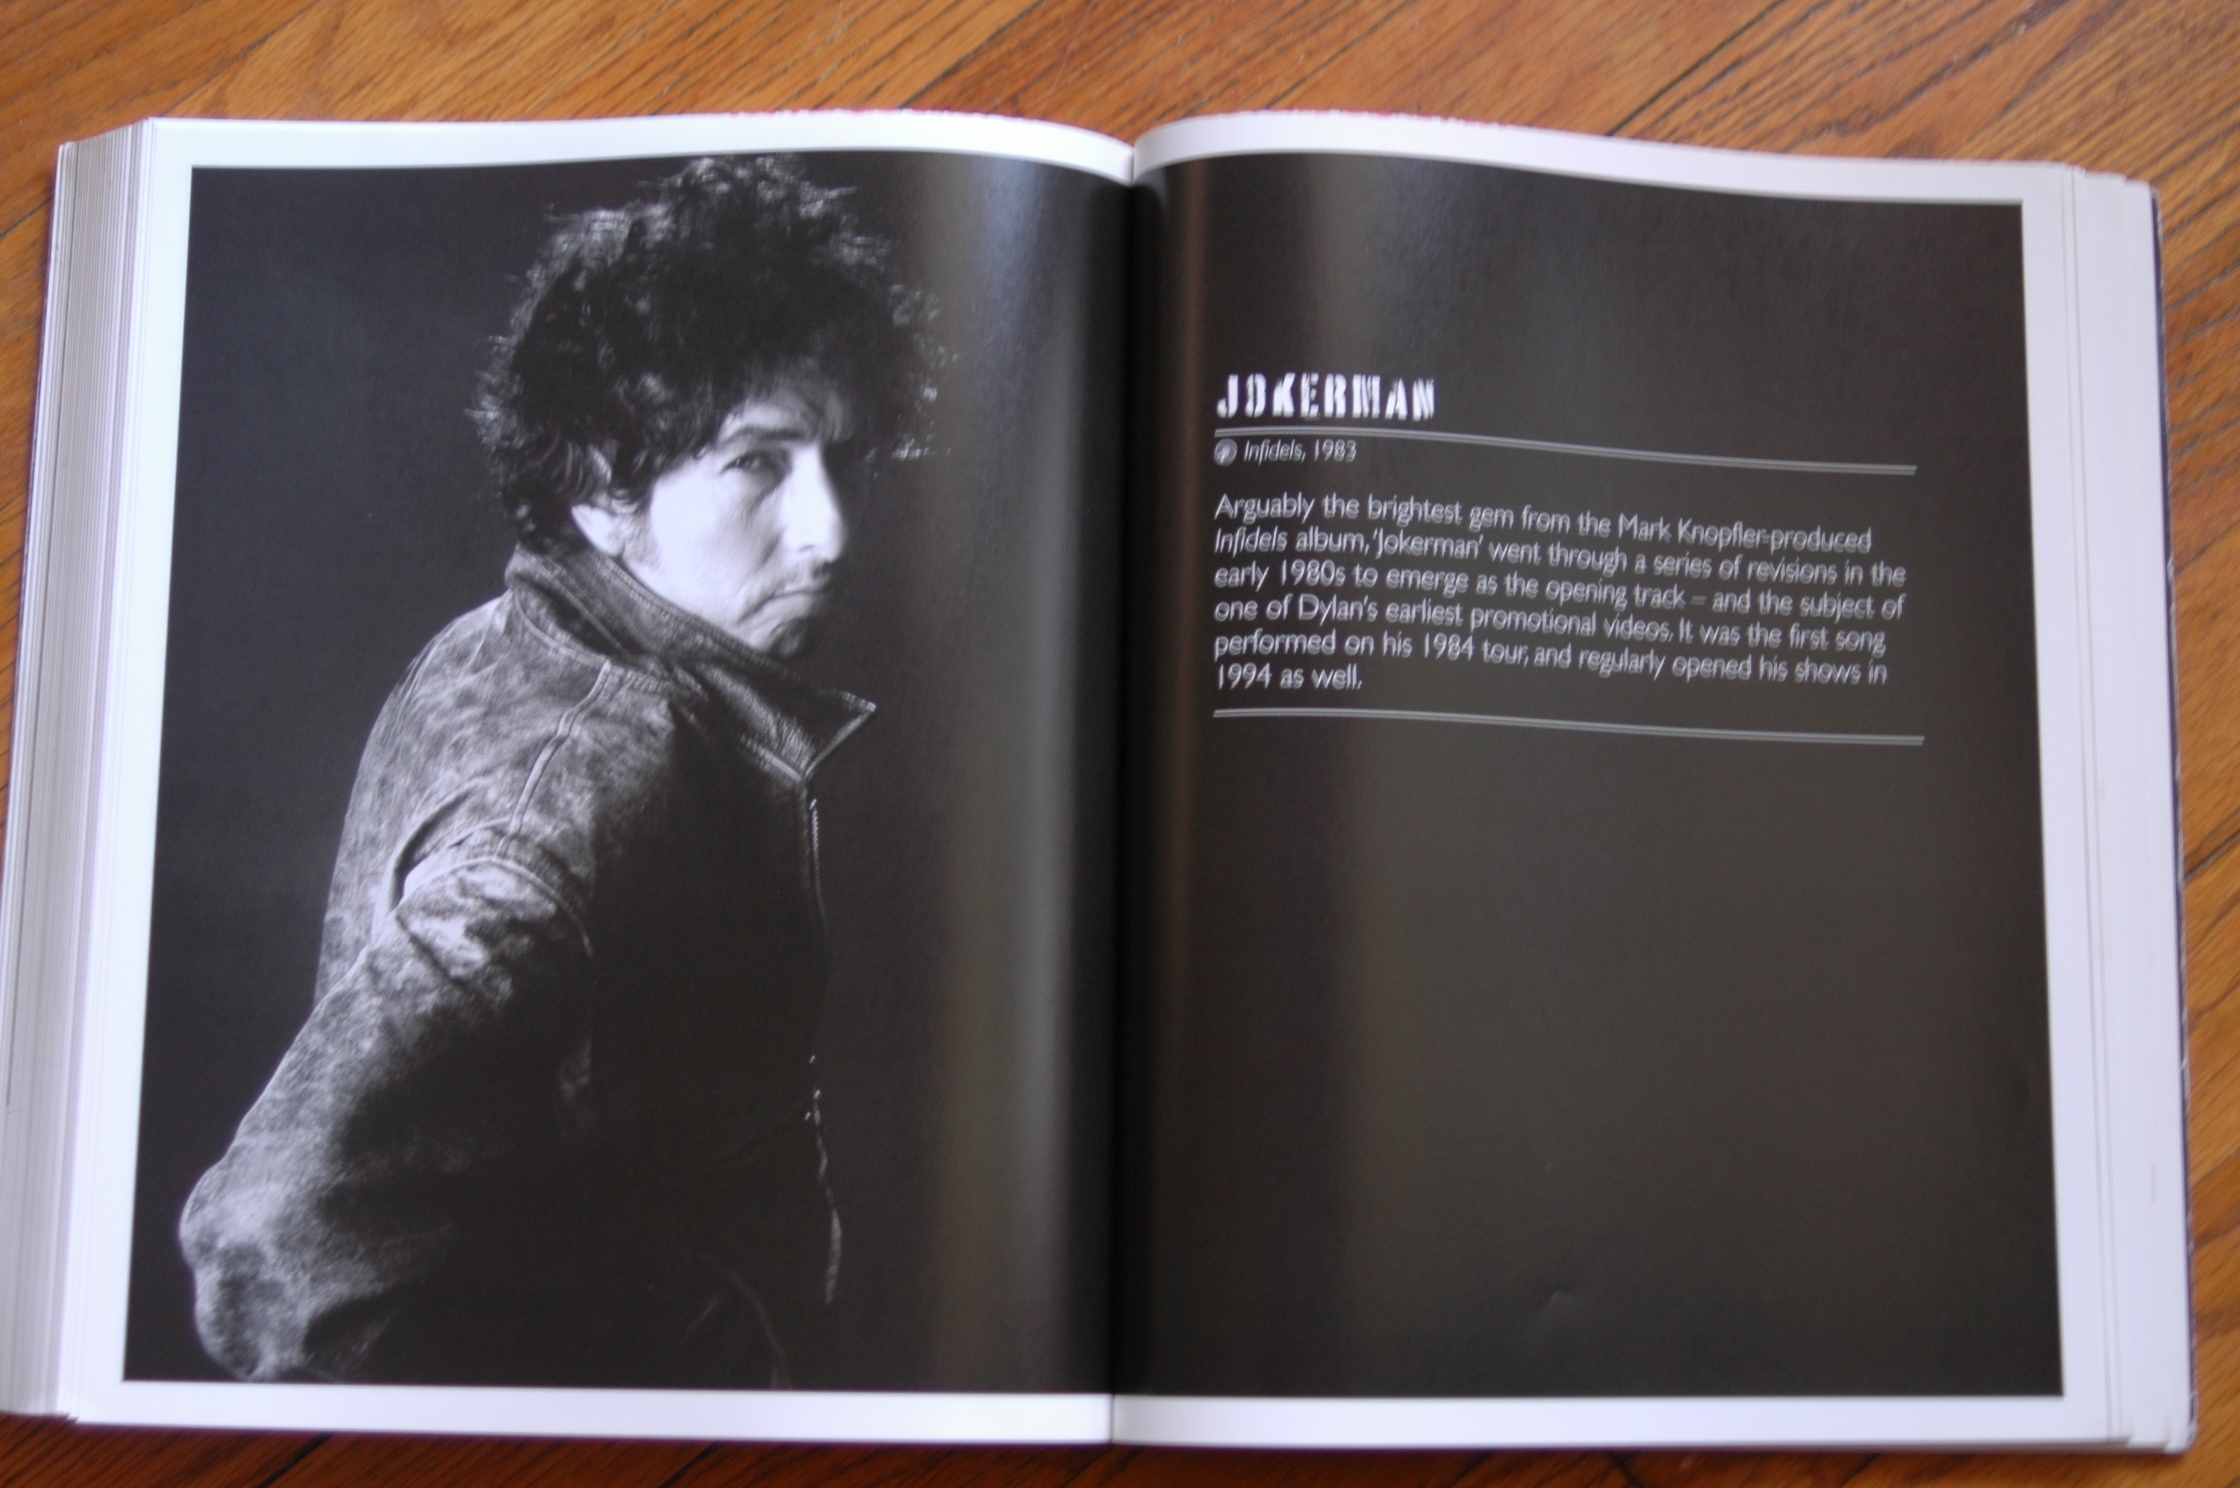 JOKERMAN
Infidels, 1983
Arguably the brightest gem from the Mark Knopfler-produced
Infidels album, 'Jokerman' went through a series of revisions in the
early 1980s to emerge as the opening track – and the subject of
one of Dylan's earliest promotional videos. It was the first song
performed on his 1984 tour, and regularly opened his shows in
1994 as well.